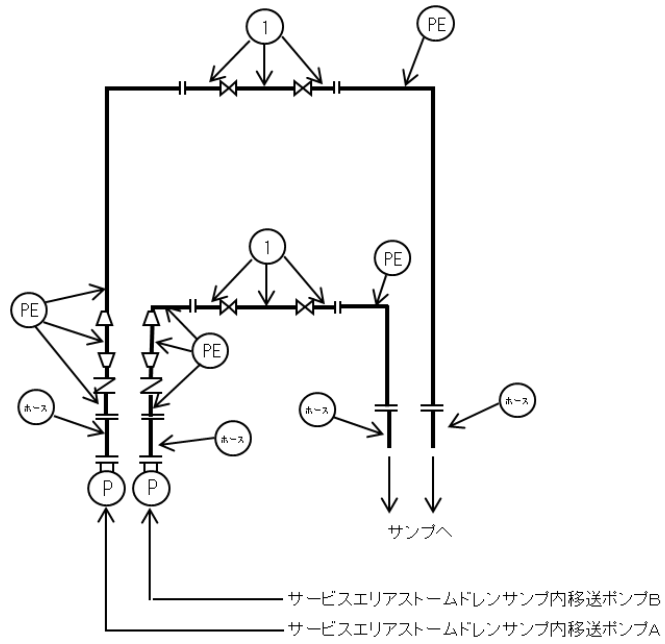 1
PE
1
PE
PE
PE
ホース
ホース
ホース
ホース
P
P
サンプへ
サービスエリアストームドレンサンプ内移送ポンプB
サービスエリアストームドレンサンプ内移送ポンプA